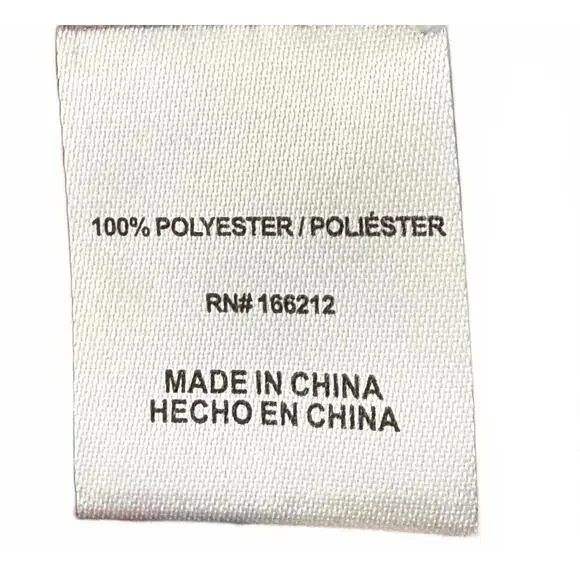 100% POLYESTER / POLIÉSTER
RN# 166212
MADE IN CHINA
HECHO EN CHINA